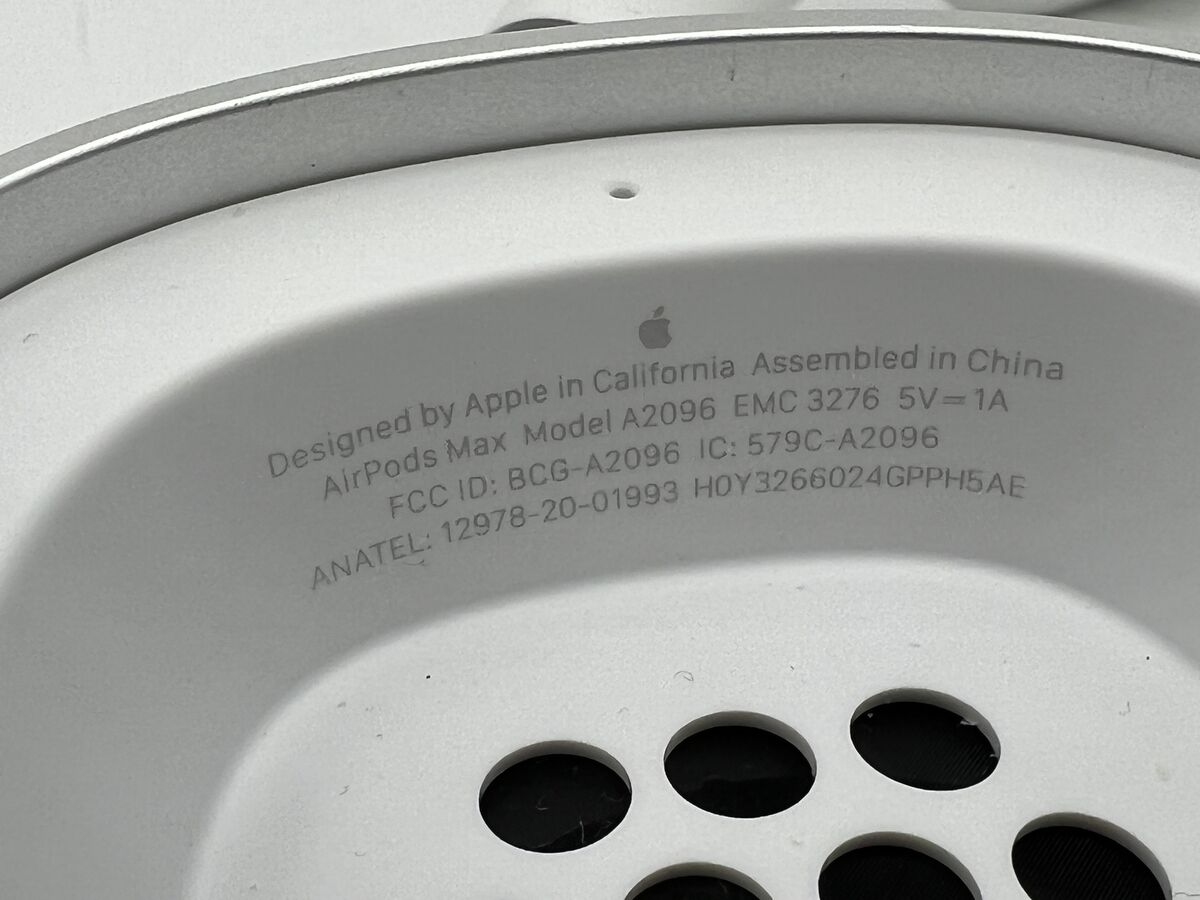 Designed by Apple in California Assembled in China
AirPods Max Model A2096 EMC 3276 5V⎓1A
FCC ID: BCG-A2096 IC: 579C-A2096
ANATEL: 12978-20-01993 H0Y3266024GPPH5AE